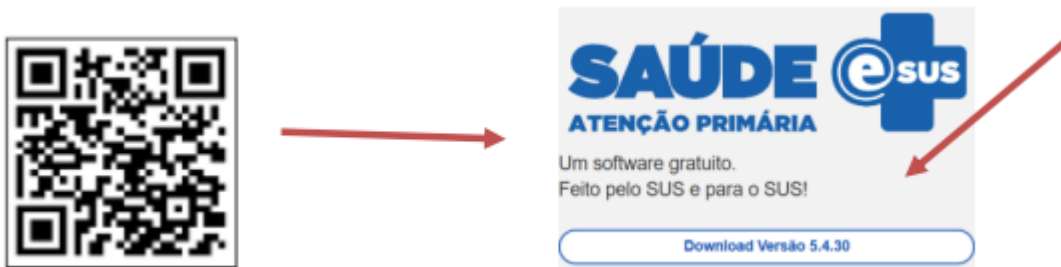 SAÚDE e sus
ATENÇÃO PRIMÁRIA
Um software gratuito.
Feito pelo SUS e para o SUS!
Download Versão 5.4.30